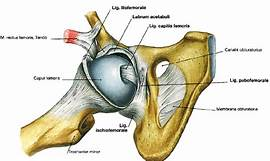 Lig. iliofemorale
Labrum acetabuli
Lig. capitis femoris
M. rectus femoris, Tendo
Canalis obturatorius
Caput femoris
Lig. pubofemorale
Membrana obturatoria
Lig. ischiofemorale
Trochanter minor